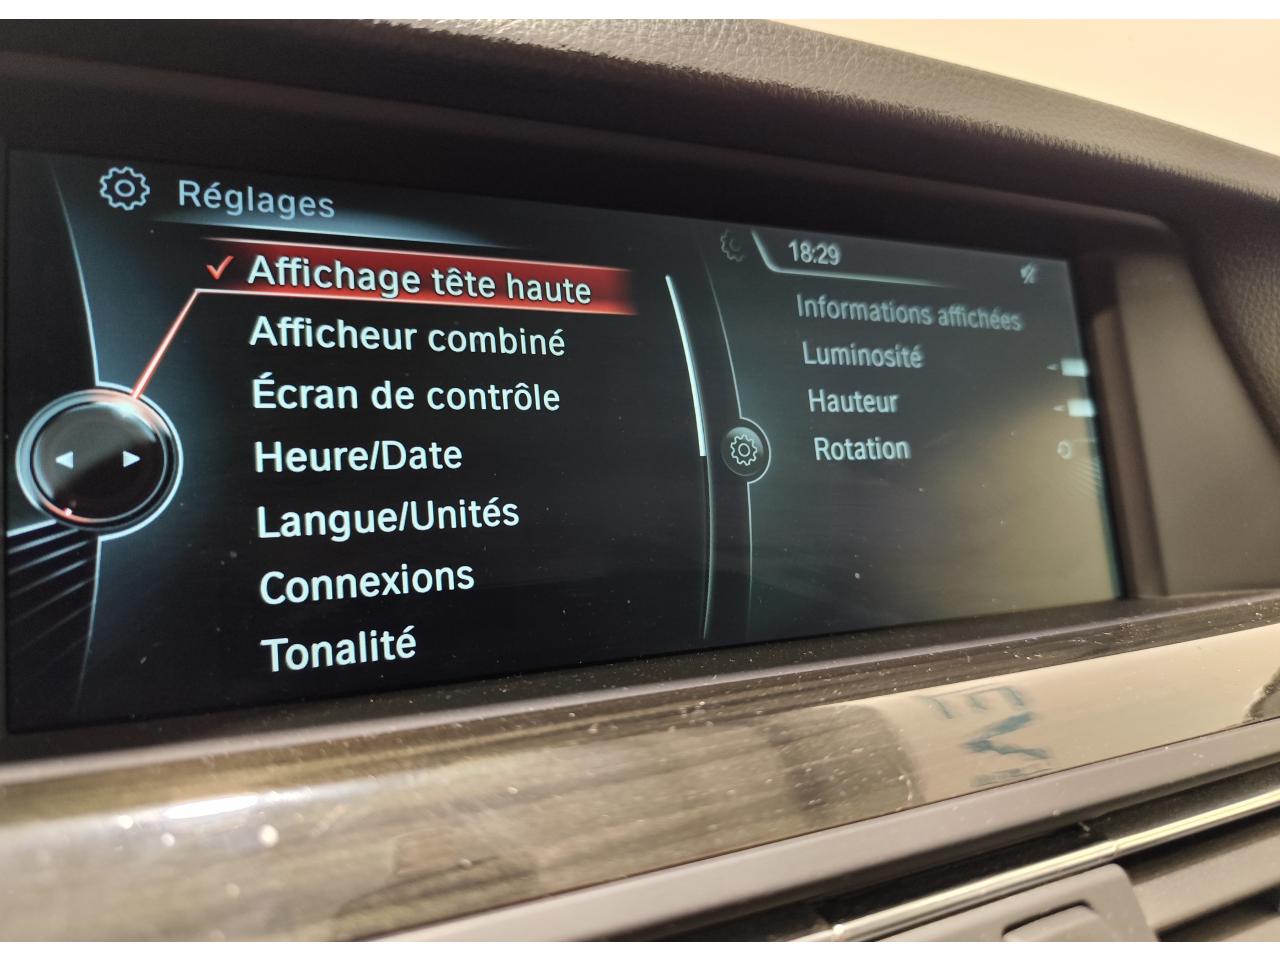 Réglages
Affichage tête haute
Afficheur combiné
Écran de contrôle
Heure/Date
Langue/Unités
Connexions
Tonalité
18:29
Informations affichées
Luminosité
Hauteur
Rotation